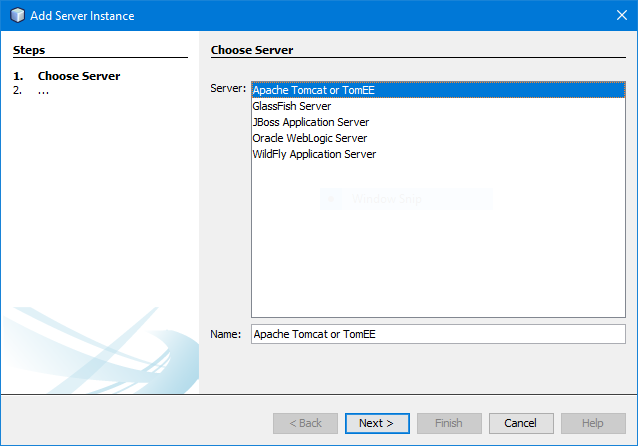 Add Server Instance
Steps
1. Choose Server
2. ...
Choose Server
Server:
Apache Tomcat or TomEE
GlassFish Server
JBoss Application Server
Oracle WebLogic Server
WildFly Application Server
Window Snip
Name: Apache Tomcat or TomEE
< Back
Next >
Finish
Cancel
Help